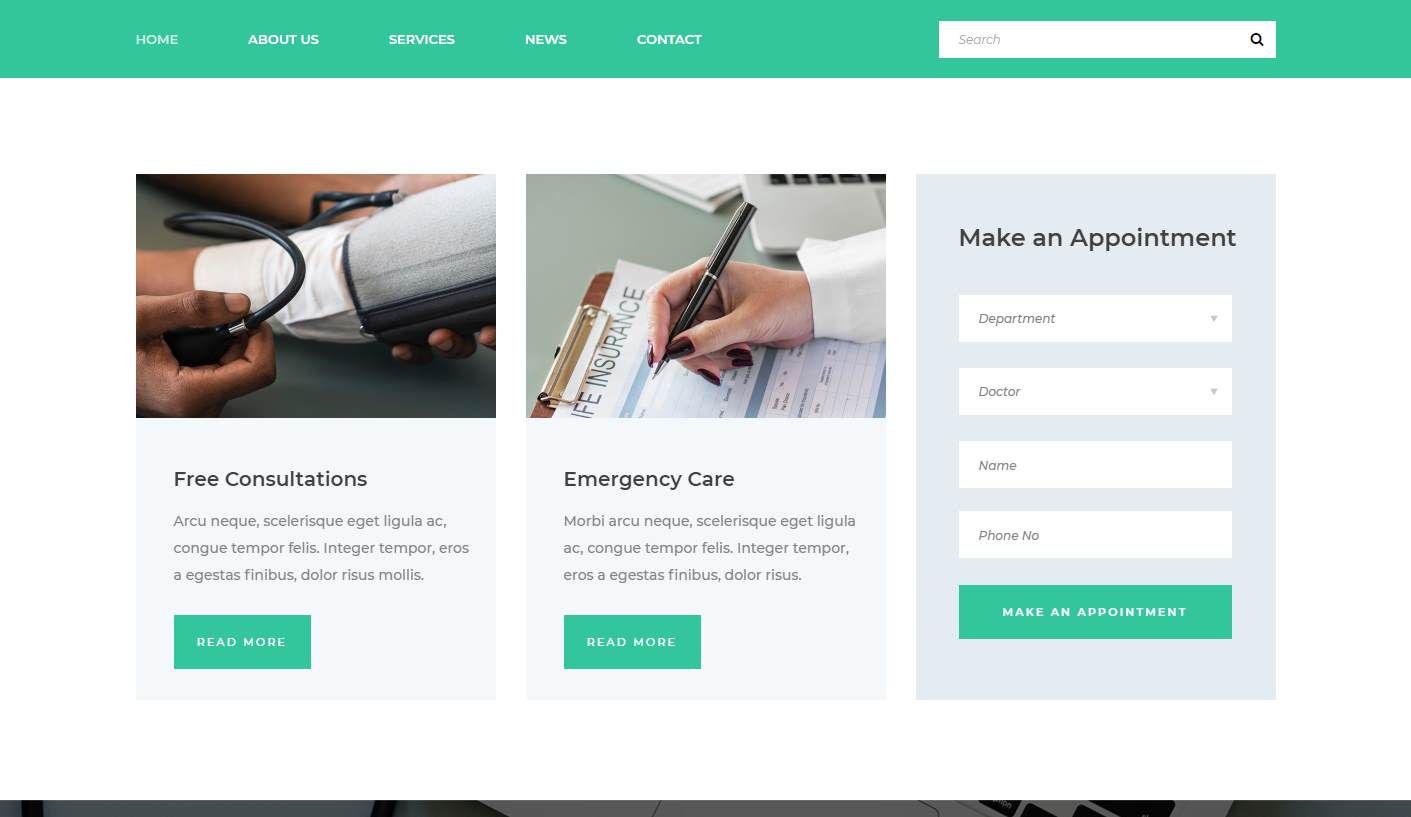 HOME ABOUT US SERVICES NEWS CONTACT Search
LIFE INSURANCE
Free Consultations
Arcu neque, scelerisque eget ligula ac,
congue tempor felis. Integer tempor, eros
a egestas finibus, dolor risus mollis.
READ MORE
Emergency Care
Morbi arcu neque, scelerisque eget ligula
ac, congue tempor felis. Integer tempor,
eros a egestas finibus, dolor risus.
READ MORE
Make an Appointment
Department
Doctor
Name
Phone No
MAKE AN APPOINTMENT